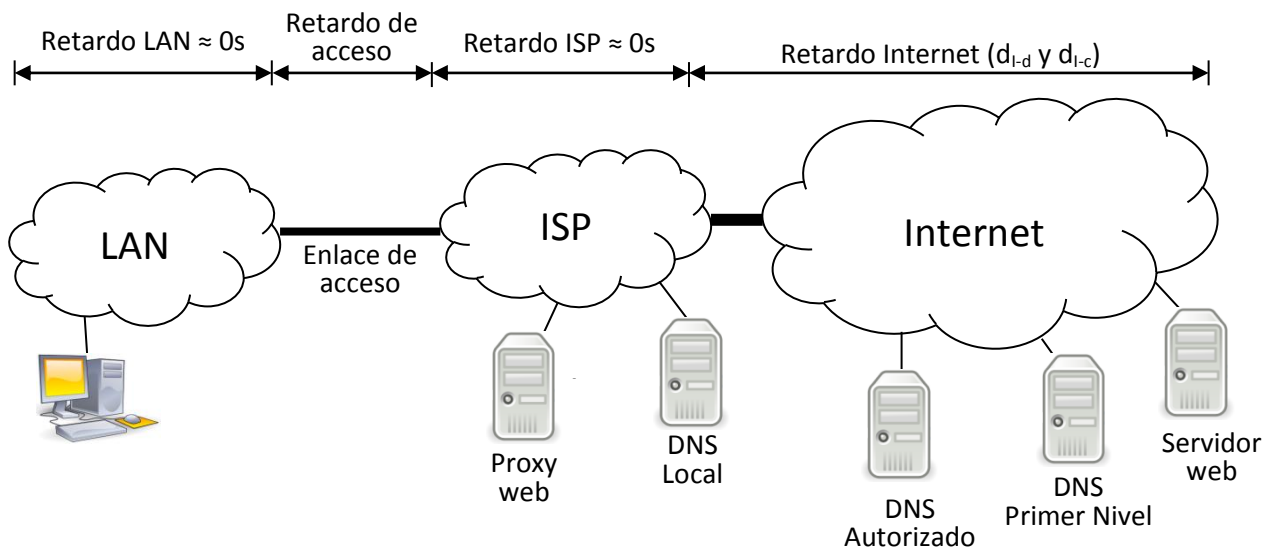 Retardo LAN ≈ 0s
Retardo de
acceso
Retardo ISP ≈ 0s
Retardo Internet (dI-d y dI-c)
LAN
Enlace de
acceso
ISP
Internet
Proxy
web
DNS
Local
DNS
Autorizado
DNS
Primer Nivel
Servidor
web